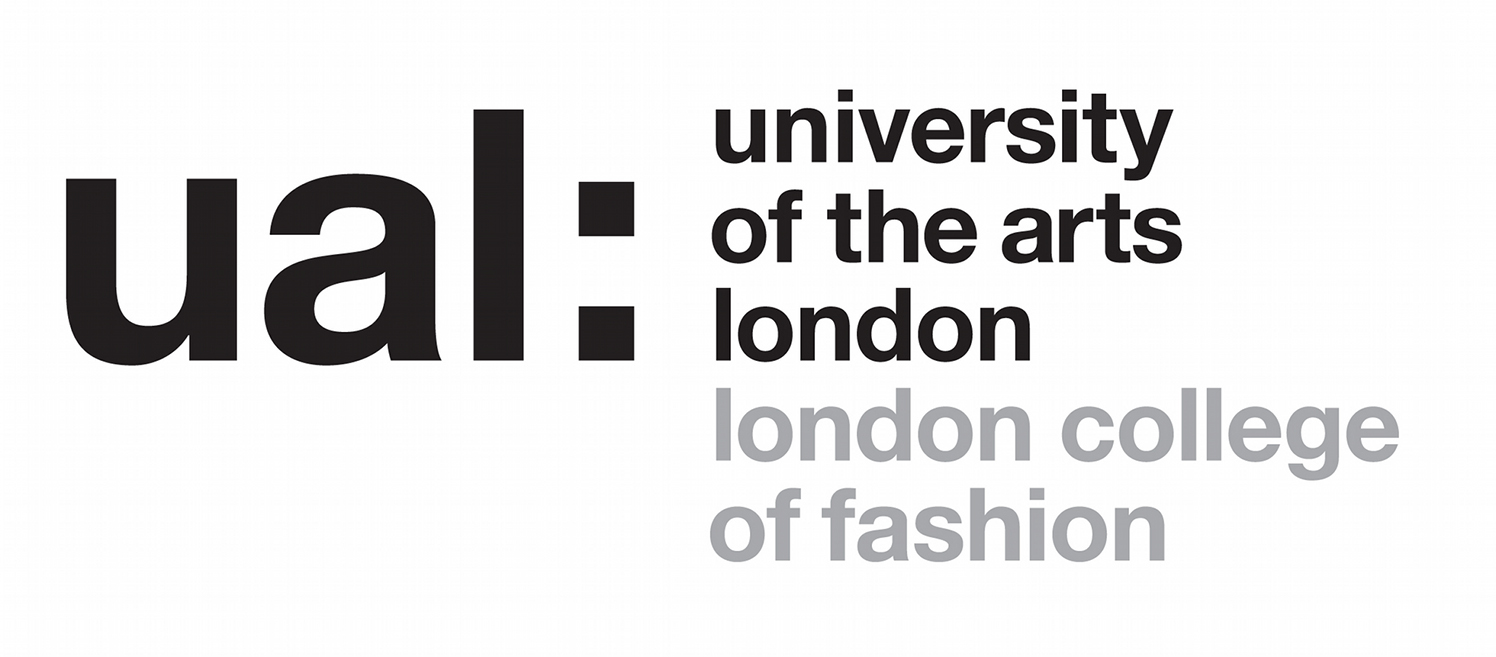 ual:
university
of the arts
london
london college
of fashion